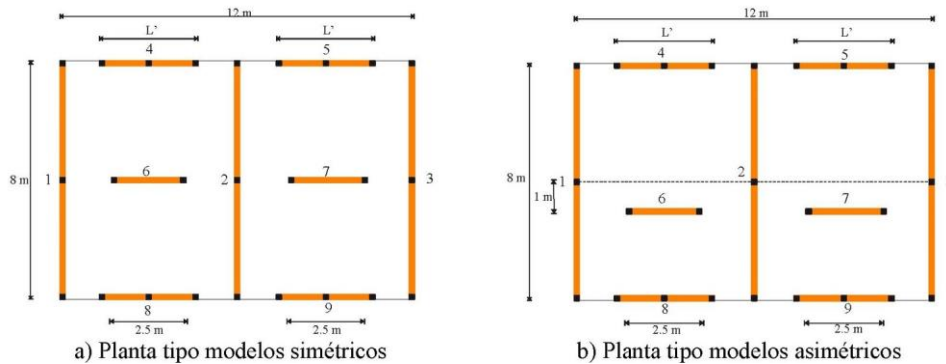 12 m
L' L'
4 5
8 m
1 6 2 7 3
8 9
2.5 m 2.5 m
a) Planta tipo modelos simétricos
12 m
L' L'
4 5
8 m
1 2
1 m
6 7
8 9
2.5 m 2.5 m
b) Planta tipo modelos asimétricos